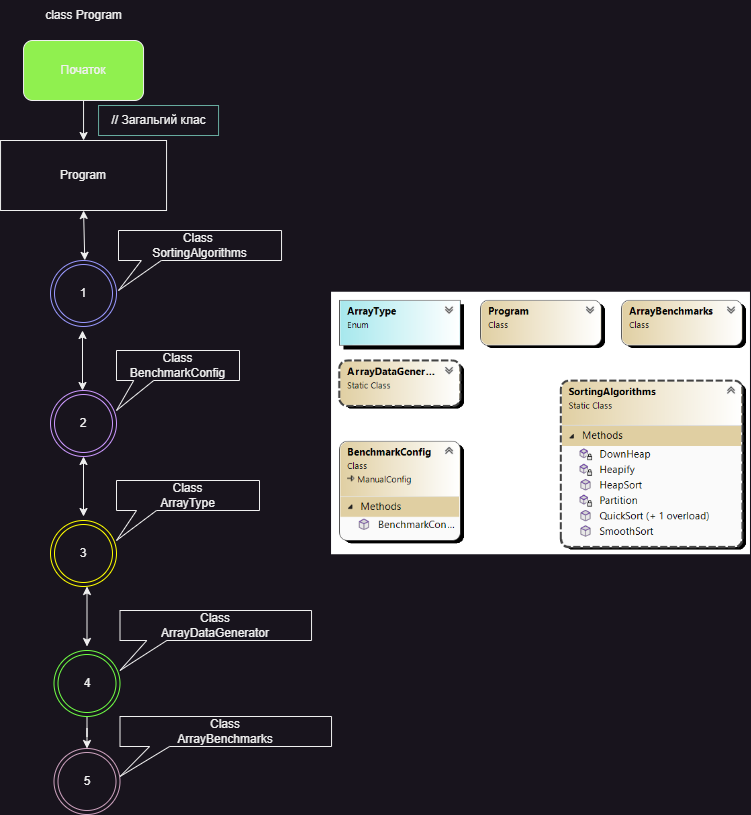 class Program
Початок
// Загальгий клас
Program
Class
SortingAlgorithms
1
Class
BenchmarkConfig
2
Class
ArrayType
3
Class
ArrayDataGenerator
4
Class
ArrayBenchmarks
5
ArrayType
Enum
Program
Class
ArrayBenchmarks
Class
ArrayDataGener...
Static Class
BenchmarkConfig
Class
ManualConfig
Methods
BenchmarkCon...
SortingAlgorithms
Static Class
Methods
DownHeap
Heapify
HeapSort
Partition
QuickSort (+ 1 overload)
SmoothSort